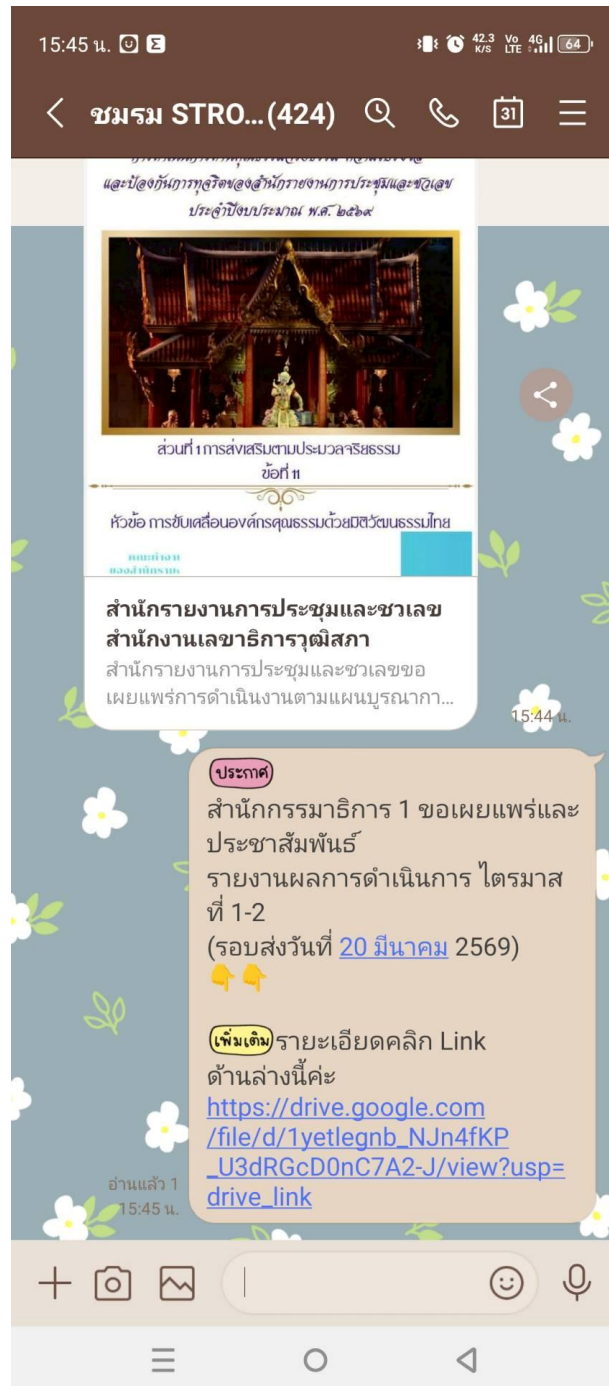 15:45 น.
42.3 K/S Vo LTE 4G 64
ชมรม STRO...(424)
31
และป้องกันการทุจริตของสำนักรายงานการประชุมและชวเลข
ประจำปีงบประมาณ พ.ศ. ๒๕๖๙
ส่วนที่ 1 การส่งเสริมตามประมวลจริยธรรม
ข้อที่ 11
หัวข้อ การขับเคลื่อนองค์กรคุณธรรมด้วยมิติวัฒนธรรมไทย
คณะทำงาน
สำนักรายงานการประชุมและชวเลข
สำนักงานเลขาธิการวุฒิสภา
สำนักรายงานการประชุมและชวเลขขอ
เผยแพร่การดำเนินงานตามแผนบูรณากา...
15:44 น.
ประกาศ
สำนักกรรมาธิการ 1 ขอเผยแพร่และ
ประชาสัมพันธ์
รายงานผลการดำเนินการ ไตรมาส
ที่ 1-2
(รอบส่งวันที่ 20 มีนาคม 2569)
👇👇
เพิ่มเติม รายะเอียดคลิก Link
ด้านล่างนี้ค่ะ
https://drive.google.com
/file/d/1yetlegnb_NJn4fKP
_U3dRGcD0nC7A2-J/view?usp=
drive_link
อ่านแล้ว 1
15:45 น.